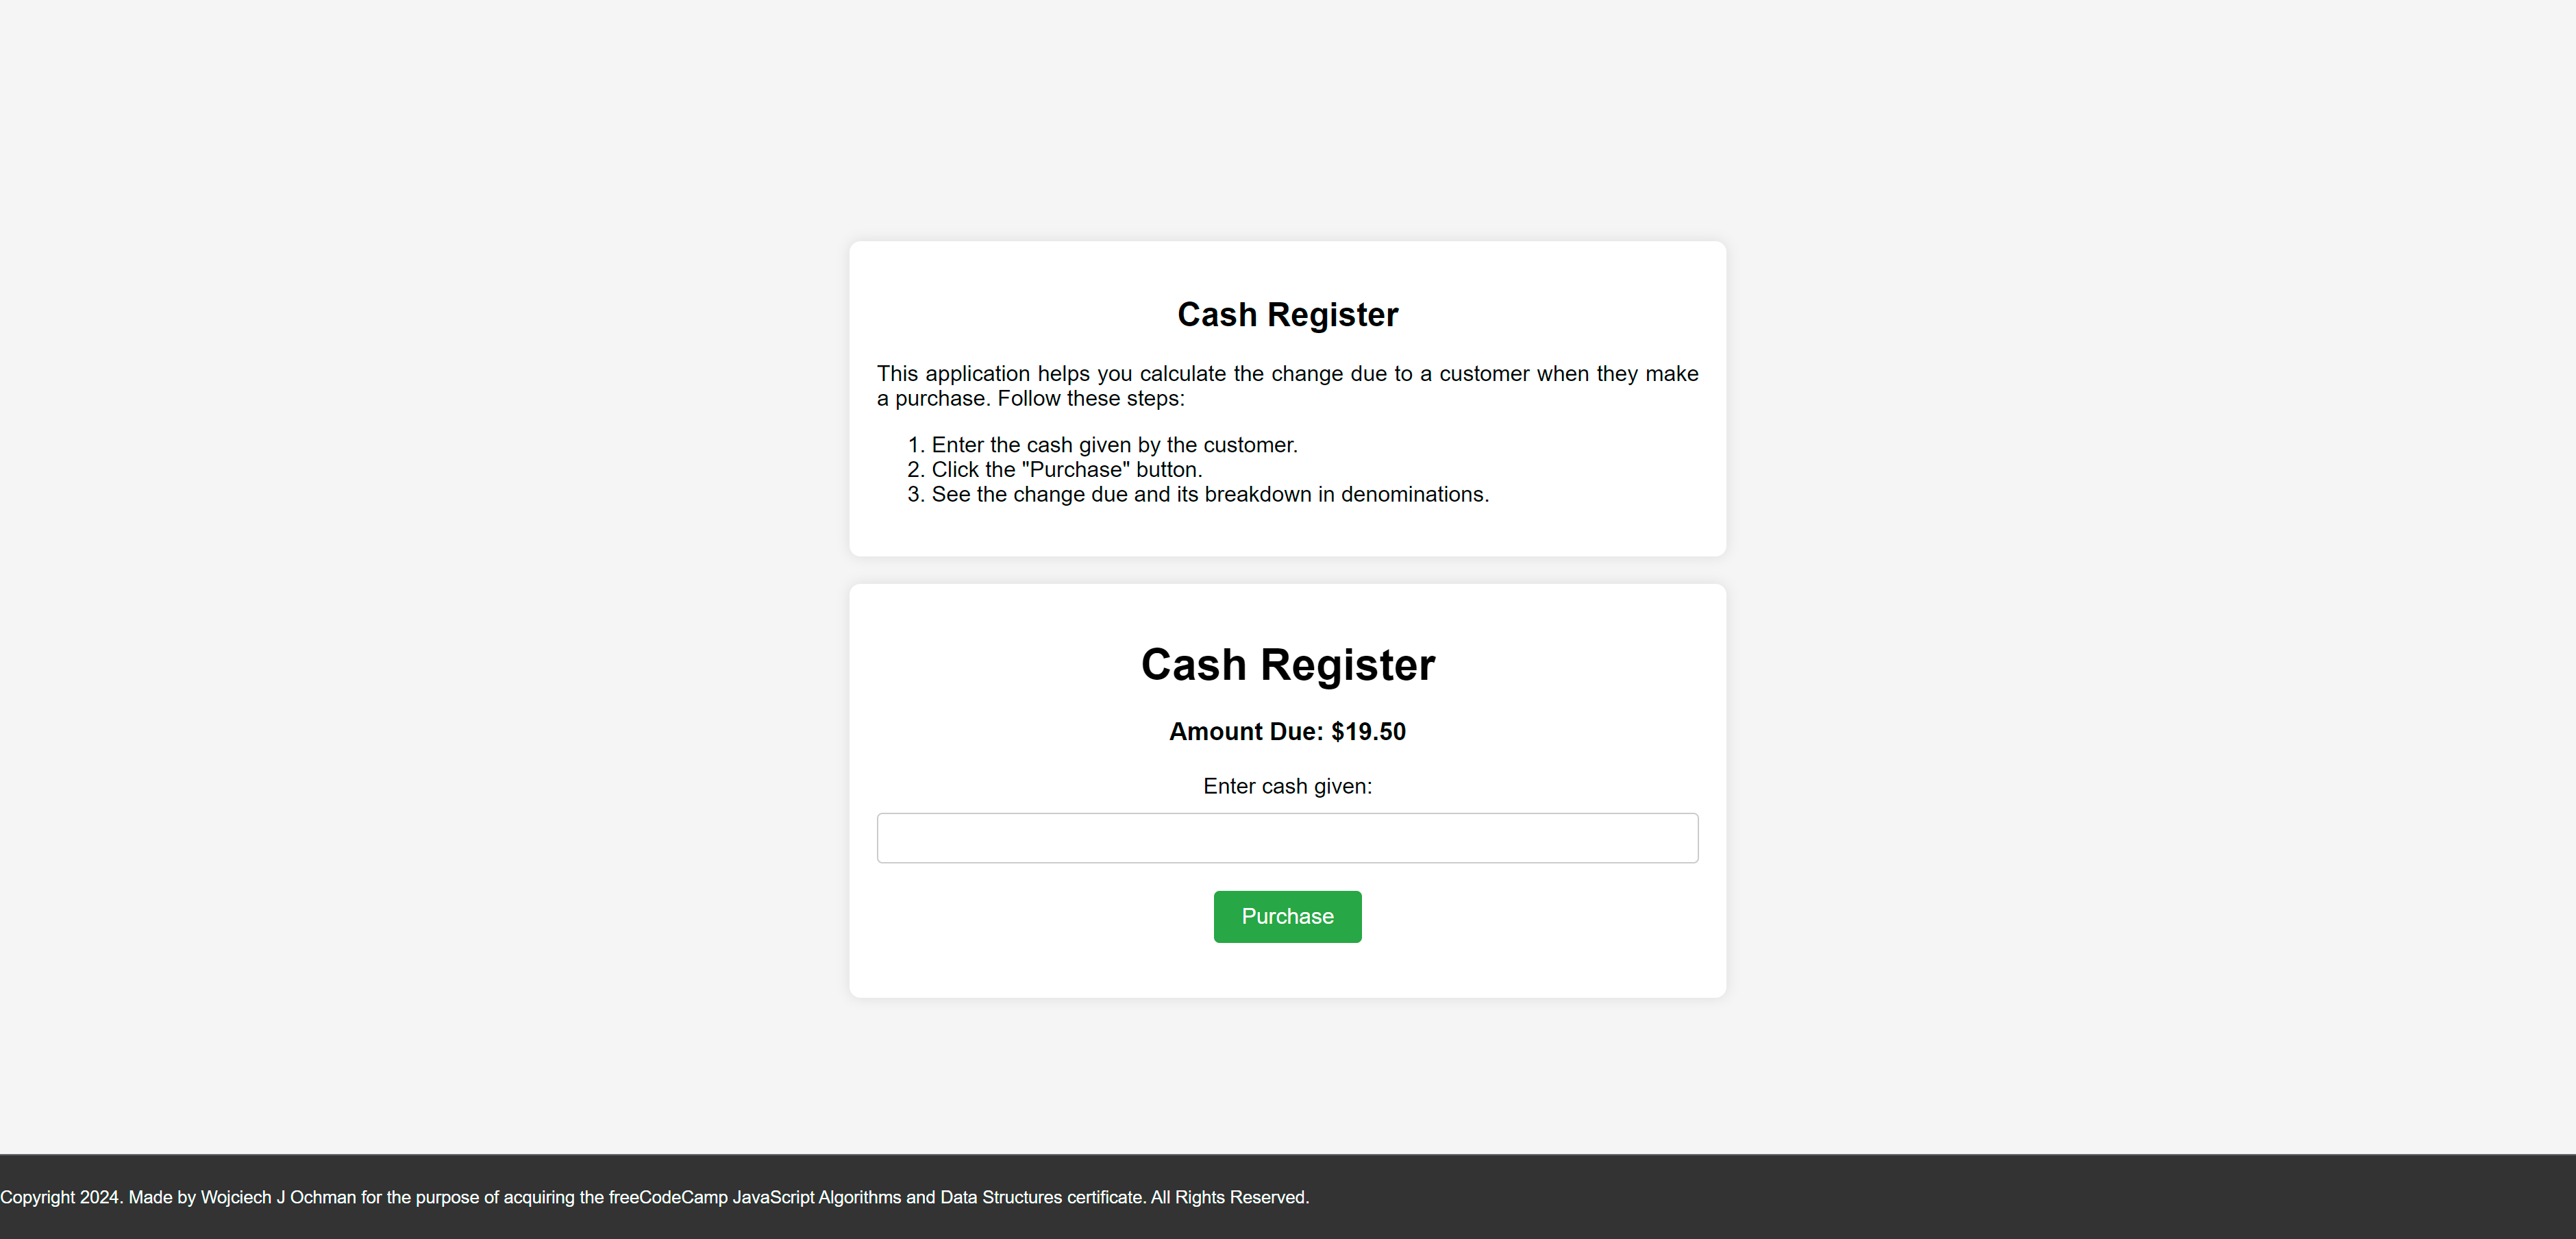 Cash Register
This application helps you calculate the change due to a customer when they make
a purchase. Follow these steps:
1. Enter the cash given by the customer.
2. Click the "Purchase" button.
3. See the change due and its breakdown in denominations.
Cash Register
Amount Due: $19.50
Enter cash given:
Purchase
Copyright 2024. Made by Wojciech J Ochman for the purpose of acquiring the freeCodeCamp JavaScript Algorithms and Data Structures certificate. All Rights Reserved.